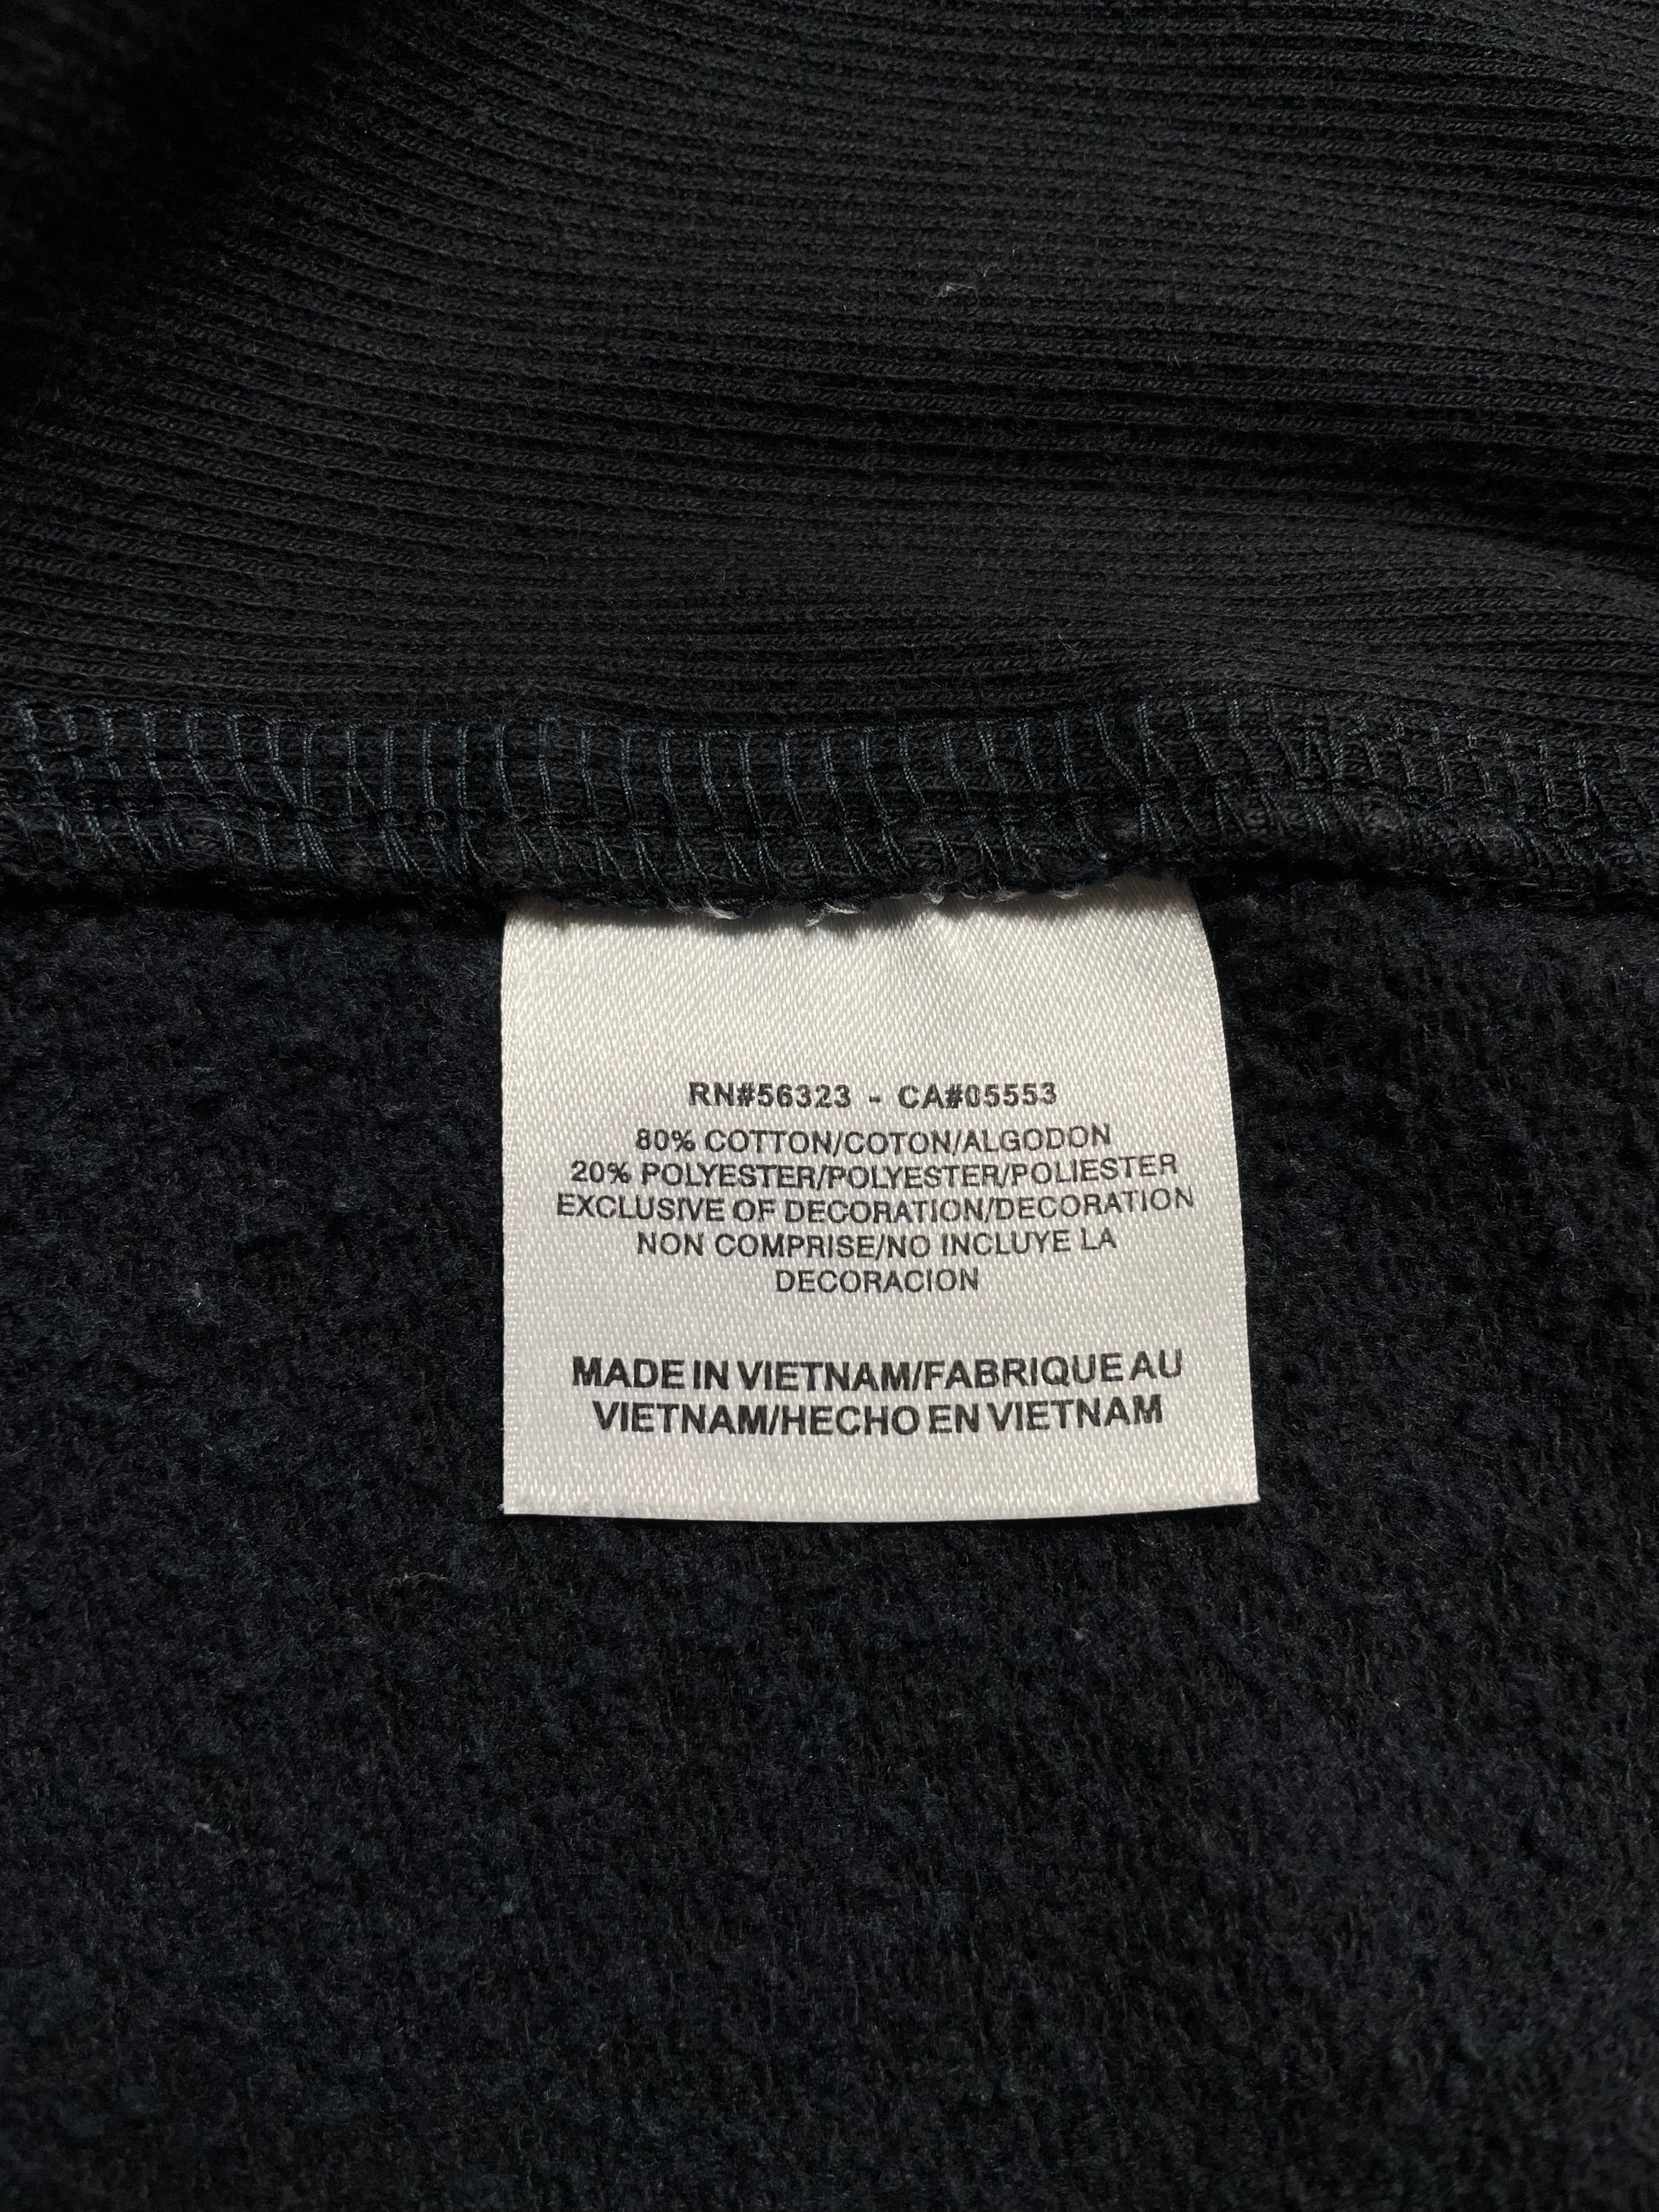 RN#56323 - CA#05553
80% COTTON/COTON/ALGODON
20% POLYESTER/POLYESTER/POLIESTER
EXCLUSIVE OF DECORATION/DECORATION
NON COMPRISE/NO INCLUYE LA
DECORACION
MADE IN VIETNAM/FABRIQUE AU
VIETNAM/HECHO EN VIETNAM